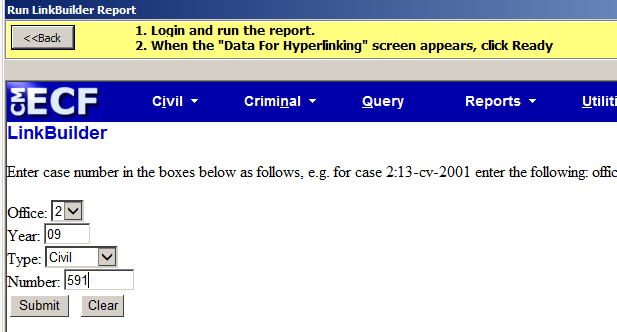 Run LinkBuilder Report
<<Back
1. Login and run the report.
2. When the "Data For Hyperlinking" screen appears, click Ready
CM ECF Civil Criminal Query Reports Utiliti
LinkBuilder
Enter case number in the boxes below as follows, e.g. for case 2:13-cv-2001 enter the following: offic
Office: 2
Year: 09
Type: Civil
Number: 591
Submit Clear